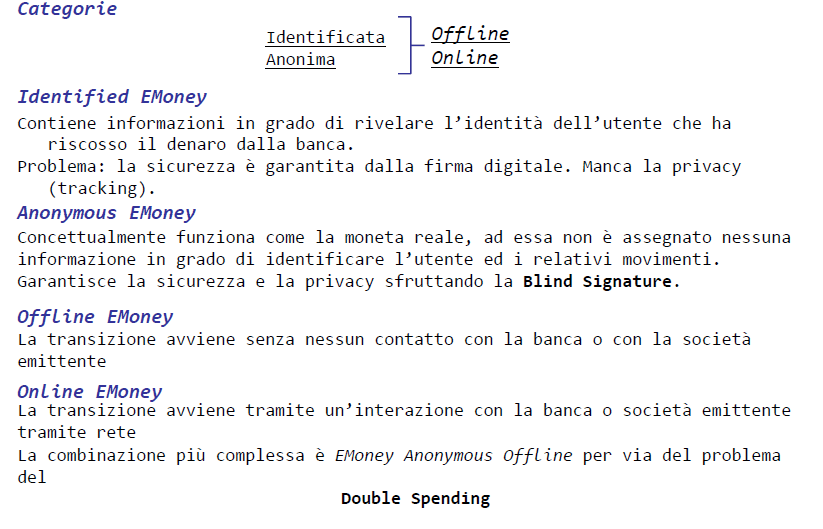 Categorie
Identificata
Anonima
Offline
Online
Identified EMoney
Contiene informazioni in grado di rivelare l'identità dell'utente che ha
riscosso il denaro dalla banca.
Problema: la sicurezza è garantita dalla firma digitale. Manca la privacy
(tracking).
Anonymous EMoney
Concettualmente funziona come la moneta reale, ad essa non è assegnato nessuna
informazione in grado di identificare l'utente ed i relativi movimenti.
Garantisce la sicurezza e la privacy sfruttando la Blind Signature.
Offline EMoney
La transizione avviene senza nessun contatto con la banca o con la società
emittente
Online EMoney
La transizione avviene tramite un'interazione con la banca o società emittente
tramite rete
La combinazione più complessa è EMoney Anonymous Offline per via del problema
del
Double Spending